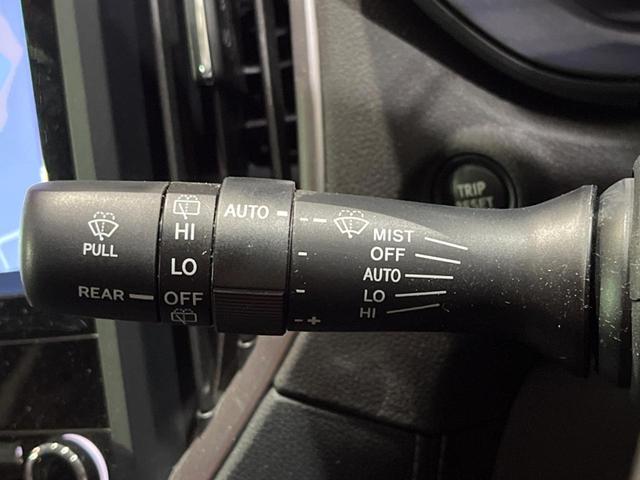 PULL
REAR
HI
LO
OFF
AUTO
- +
MIST
OFF
AUTO
LO
HI
TRIP
RESET